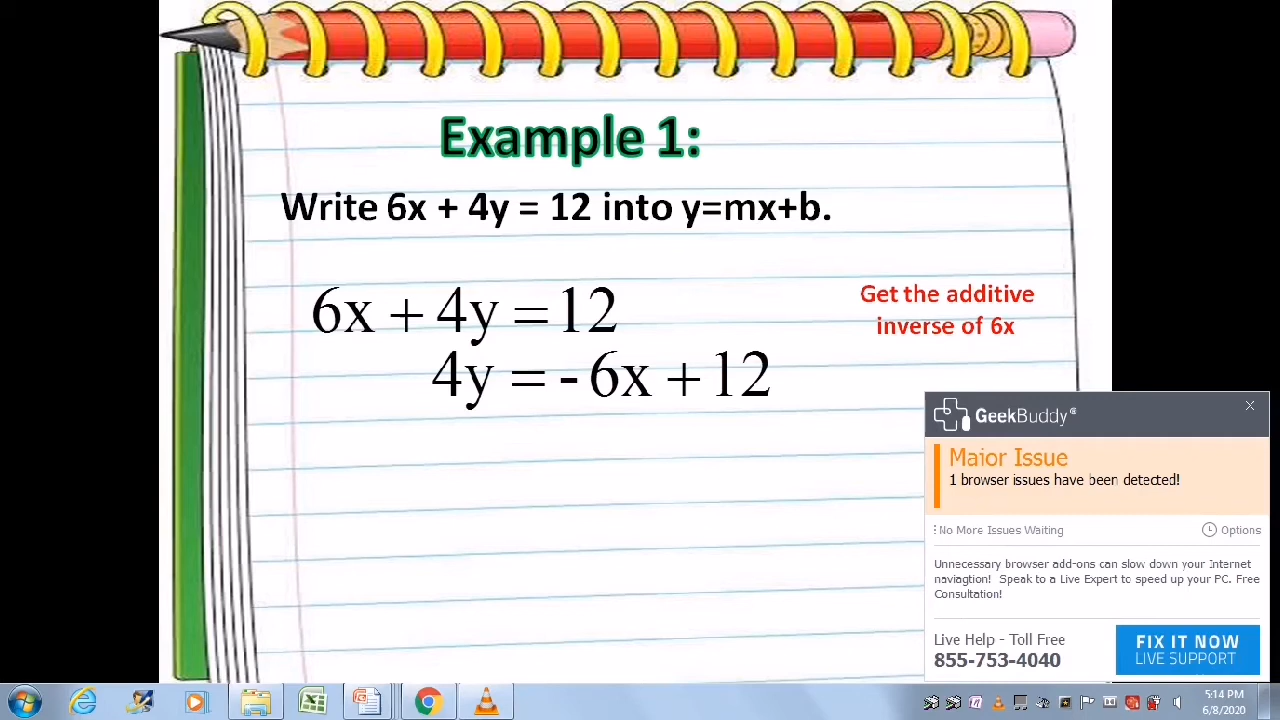 Example 1:
Write 6x + 4y = 12 into y=mx+b.
6x + 4y = 12
Get the additive
inverse of 6x
4y = - 6x + 12
GeekBuddy
Major Issue
1 browser issues have been detected!
No More Issues Waiting
Options
Unnecessary browser add-ons can slow down your Internet
naviagtion! Speak to a Live Expert to speed up your PC. Free
Consultation!
Live Help - Toll Free
855-753-4040
FIX IT NOW
LIVE SUPPORT
5:14 PM
6/8/2020